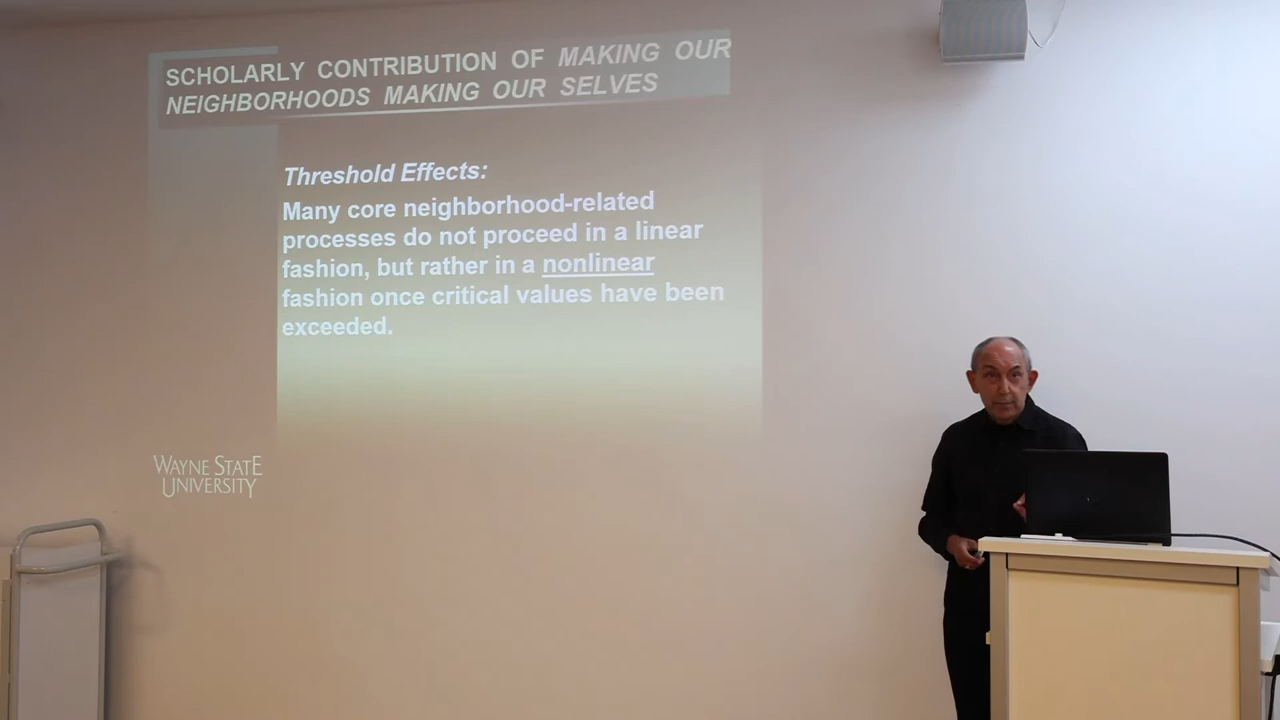 SCHOLARLY CONTRIBUTION OF MAKING OUR
NEIGHBORHOODS MAKING OUR SELVES
Threshold Effects:
Many core neighborhood-related
processes do not proceed in a linear
fashion, but rather in a nonlinear
fashion once critical values have been
exceeded.
WAYNE STATE
UNIVERSITY